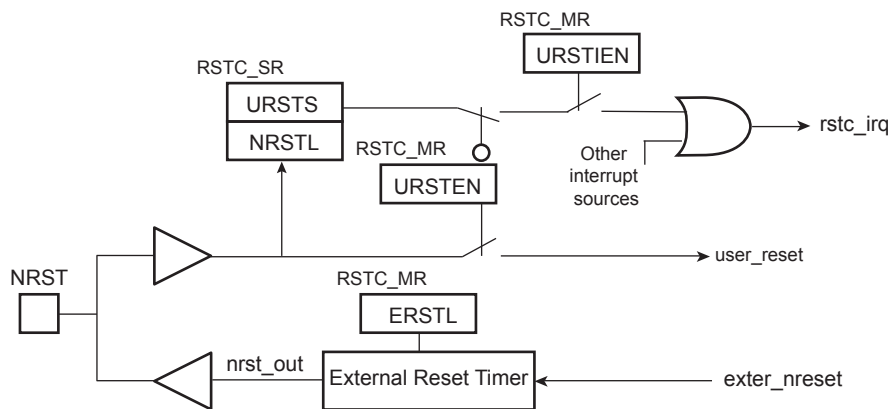 RSTC_MR
URSTIEN
RSTC_SR
URSTS
NRSTL
rstc_irq
RSTC_MR
URSTEN
Other
interrupt
sources
user_reset
NRST
RSTC_MR
ERSTL
nrst_out
External Reset Timer
exter_nreset